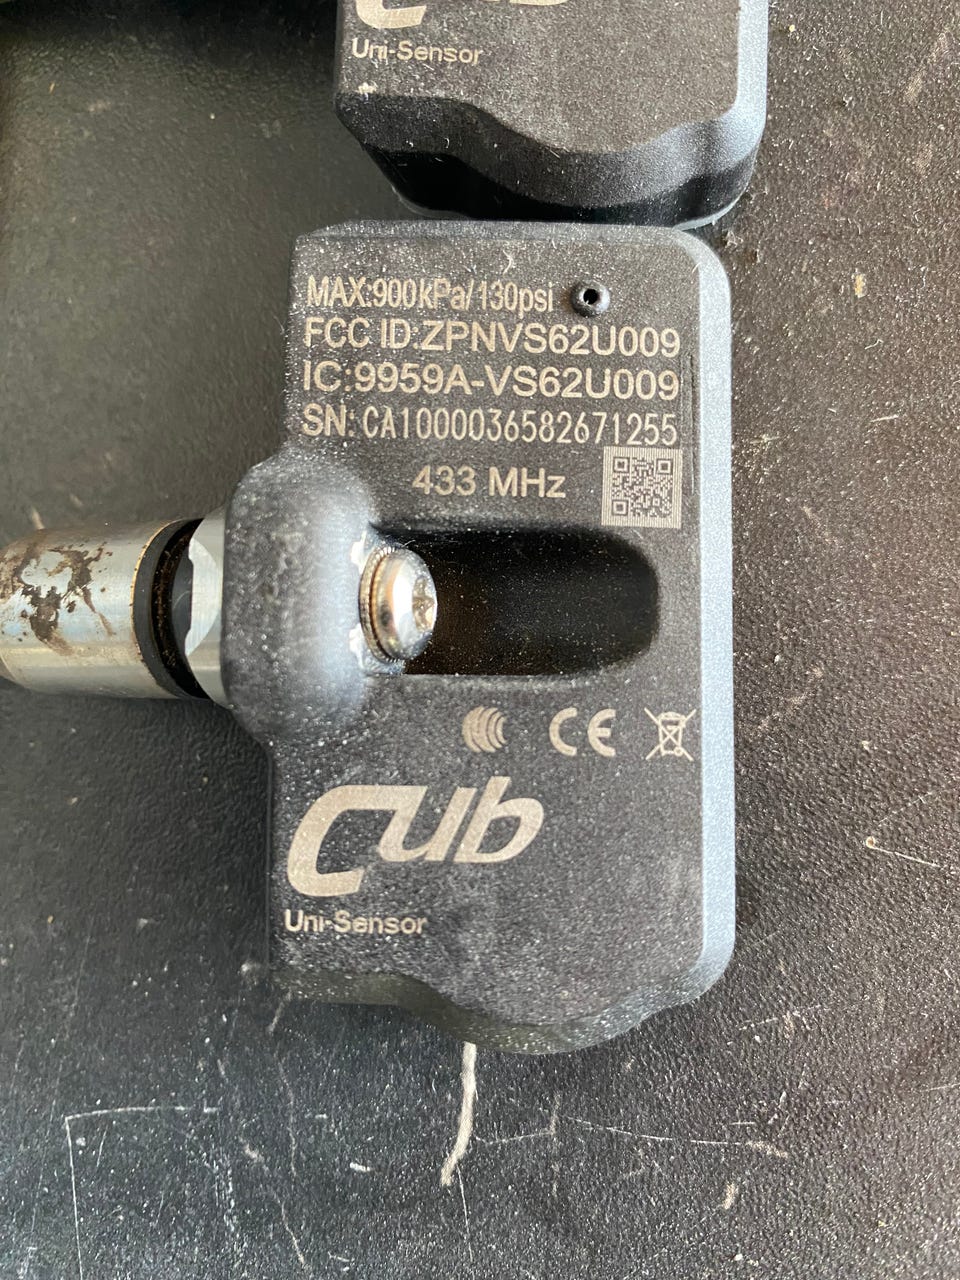 Uni-Sensor
MAX:900kPa/130psi
FCC ID:ZPNVS62U009
IC:9959A-VS62U009
SN:CA1000036582671255
433 MHz
CE
Cub
Uni-Sensor